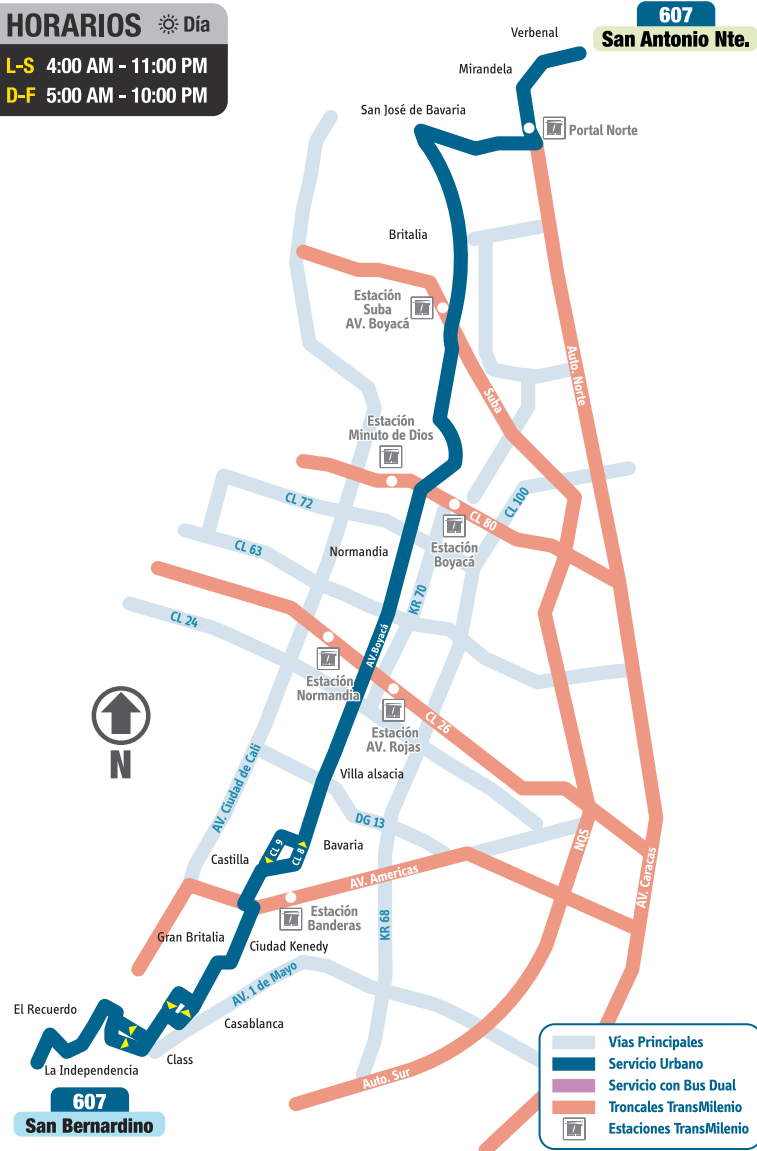 HORARIOS Día
L-S 4:00 AM - 11:00 PM
D-F 5:00 AM - 10:00 PM
607
San Antonio Nte.
Verbenal
Mirandela
San José de Bavaria
Portal Norte
Britalia
Estación
Suba
AV. Boyacá
Auto. Norte
Suba
Estación
Minuto de Dios
CL 72
CL 100
CL 80
CL 63
Normandia
Estación
Boyacá
KR 70
CL 24
AV.Boyacá
Estación
Normandia
CL 26
Estación
AV. Rojas
N
AV. Ciudad de Cali
Villa alsacia
DG 13
CL 9
CL 8
Bavaria
Castilla
NQS
AV. Caracas
AV. Americas
Estación
Banderas
KR 68
Gran Britalia
Ciudad Kenedy
AV. 1 de Mayo
El Recuerdo
Casablanca
Class
La Independencia
Auto. Sur
607
San Bernardino
Vías Principales
Servicio Urbano
Servicio con Bus Dual
Troncales TransMilenio
Estaciones TransMilenio